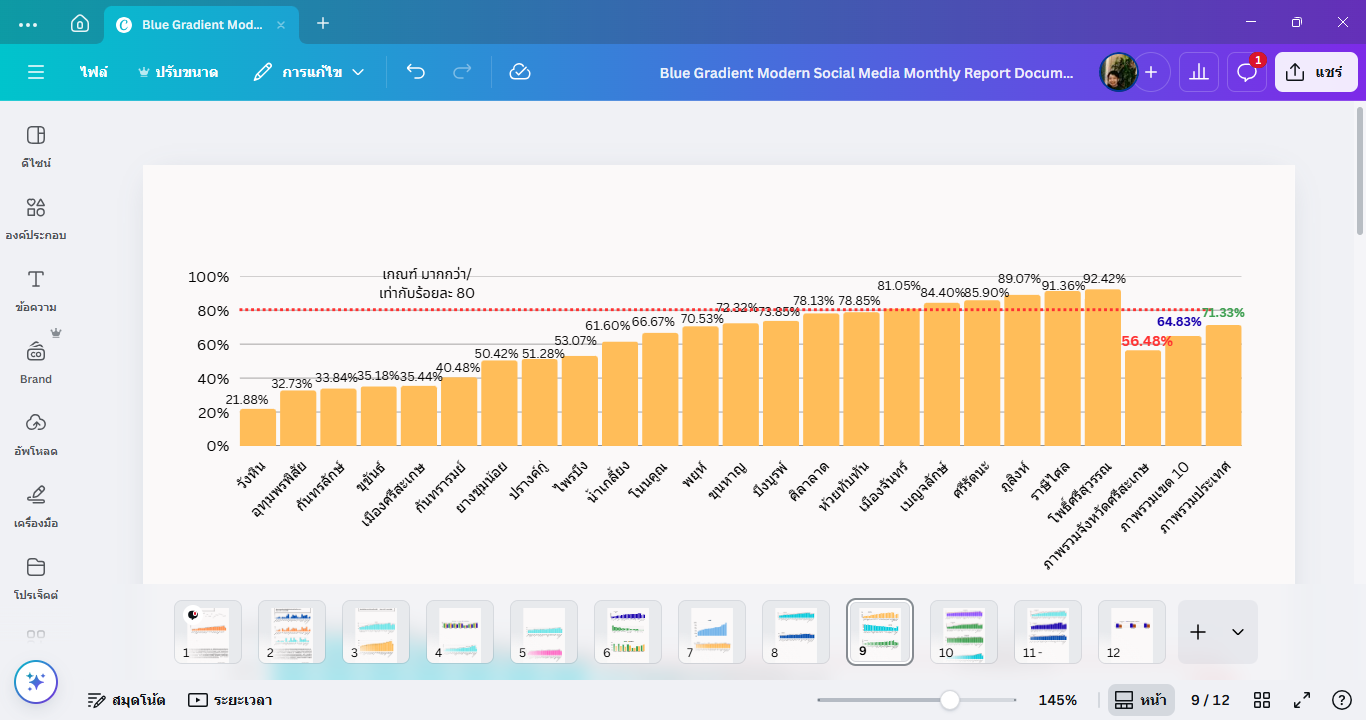 Blue Gradient Mod...
ไฟล์
ปรับขนาด
การแก้ไข
Blue Gradient Modern Social Media Monthly Report Docum...
1
แชร์
ดีไซน์
องค์ประกอบ
ข้อความ
Brand
อัพโหลด
เครื่องมือ
โปรเจ็คต์
เกณฑ์ มากกว่า/
เท่ากับร้อยละ 80
100%
80%
60%
40%
20%
0%
21.88%
32.73%
33.84%
35.18%
35.44%
40.48%
50.42%
51.28%
53.07%
61.60%
66.67%
70.53%
72.32%
73.85%
78.13%
78.85%
81.05%
84.40%
85.90%
89.07%
91.36%
92.42%
56.48%
64.83%
71.33%
วังหิน
อุทุมพรพิสัย
กันทรลักษ์
ขุขันธ์
เมืองศรีสะเกษ
กันทรารมย์
ยางชุมน้อย
ปรางค์กู่
ไพรบึง
น้ำเกลี้ยง
โนนคูณ
พยุห์
ขุนหาญ
บึงบูรพ์
ศิลาลาด
ห้วยทับทัน
เมืองจันทร์
เบญจลักษ์
ศรีรัตนะ
ภูสิงห์
ราษีไศล
โพธิ์ศรีสุวรรณ
ภาพรวมจังหวัดศรีสะเกษ
ภาพรวมเขต 10
ภาพรวมประเทศ
1
2
3
4
5
6
7
8
9
10
11 -
12
สมุดโน้ต
ระยะเวลา
145%
หน้า
9 / 12